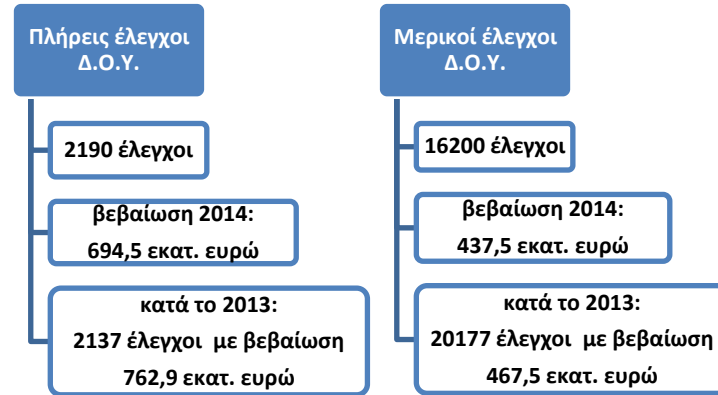 Πλήρεις έλεγχοι
Δ.Ο.Υ.
2190 έλεγχοι
βεβαίωση 2014:
694,5 εκατ. ευρώ
κατά το 2013:
2137 έλεγχοι με βεβαίωση
762,9 εκατ. ευρώ
Μερικοί έλεγχοι
Δ.Ο.Υ.
16200 έλεγχοι
βεβαίωση 2014:
437,5 εκατ. ευρώ
κατά το 2013:
20177 έλεγχοι με βεβαίωση
467,5 εκατ. ευρώ